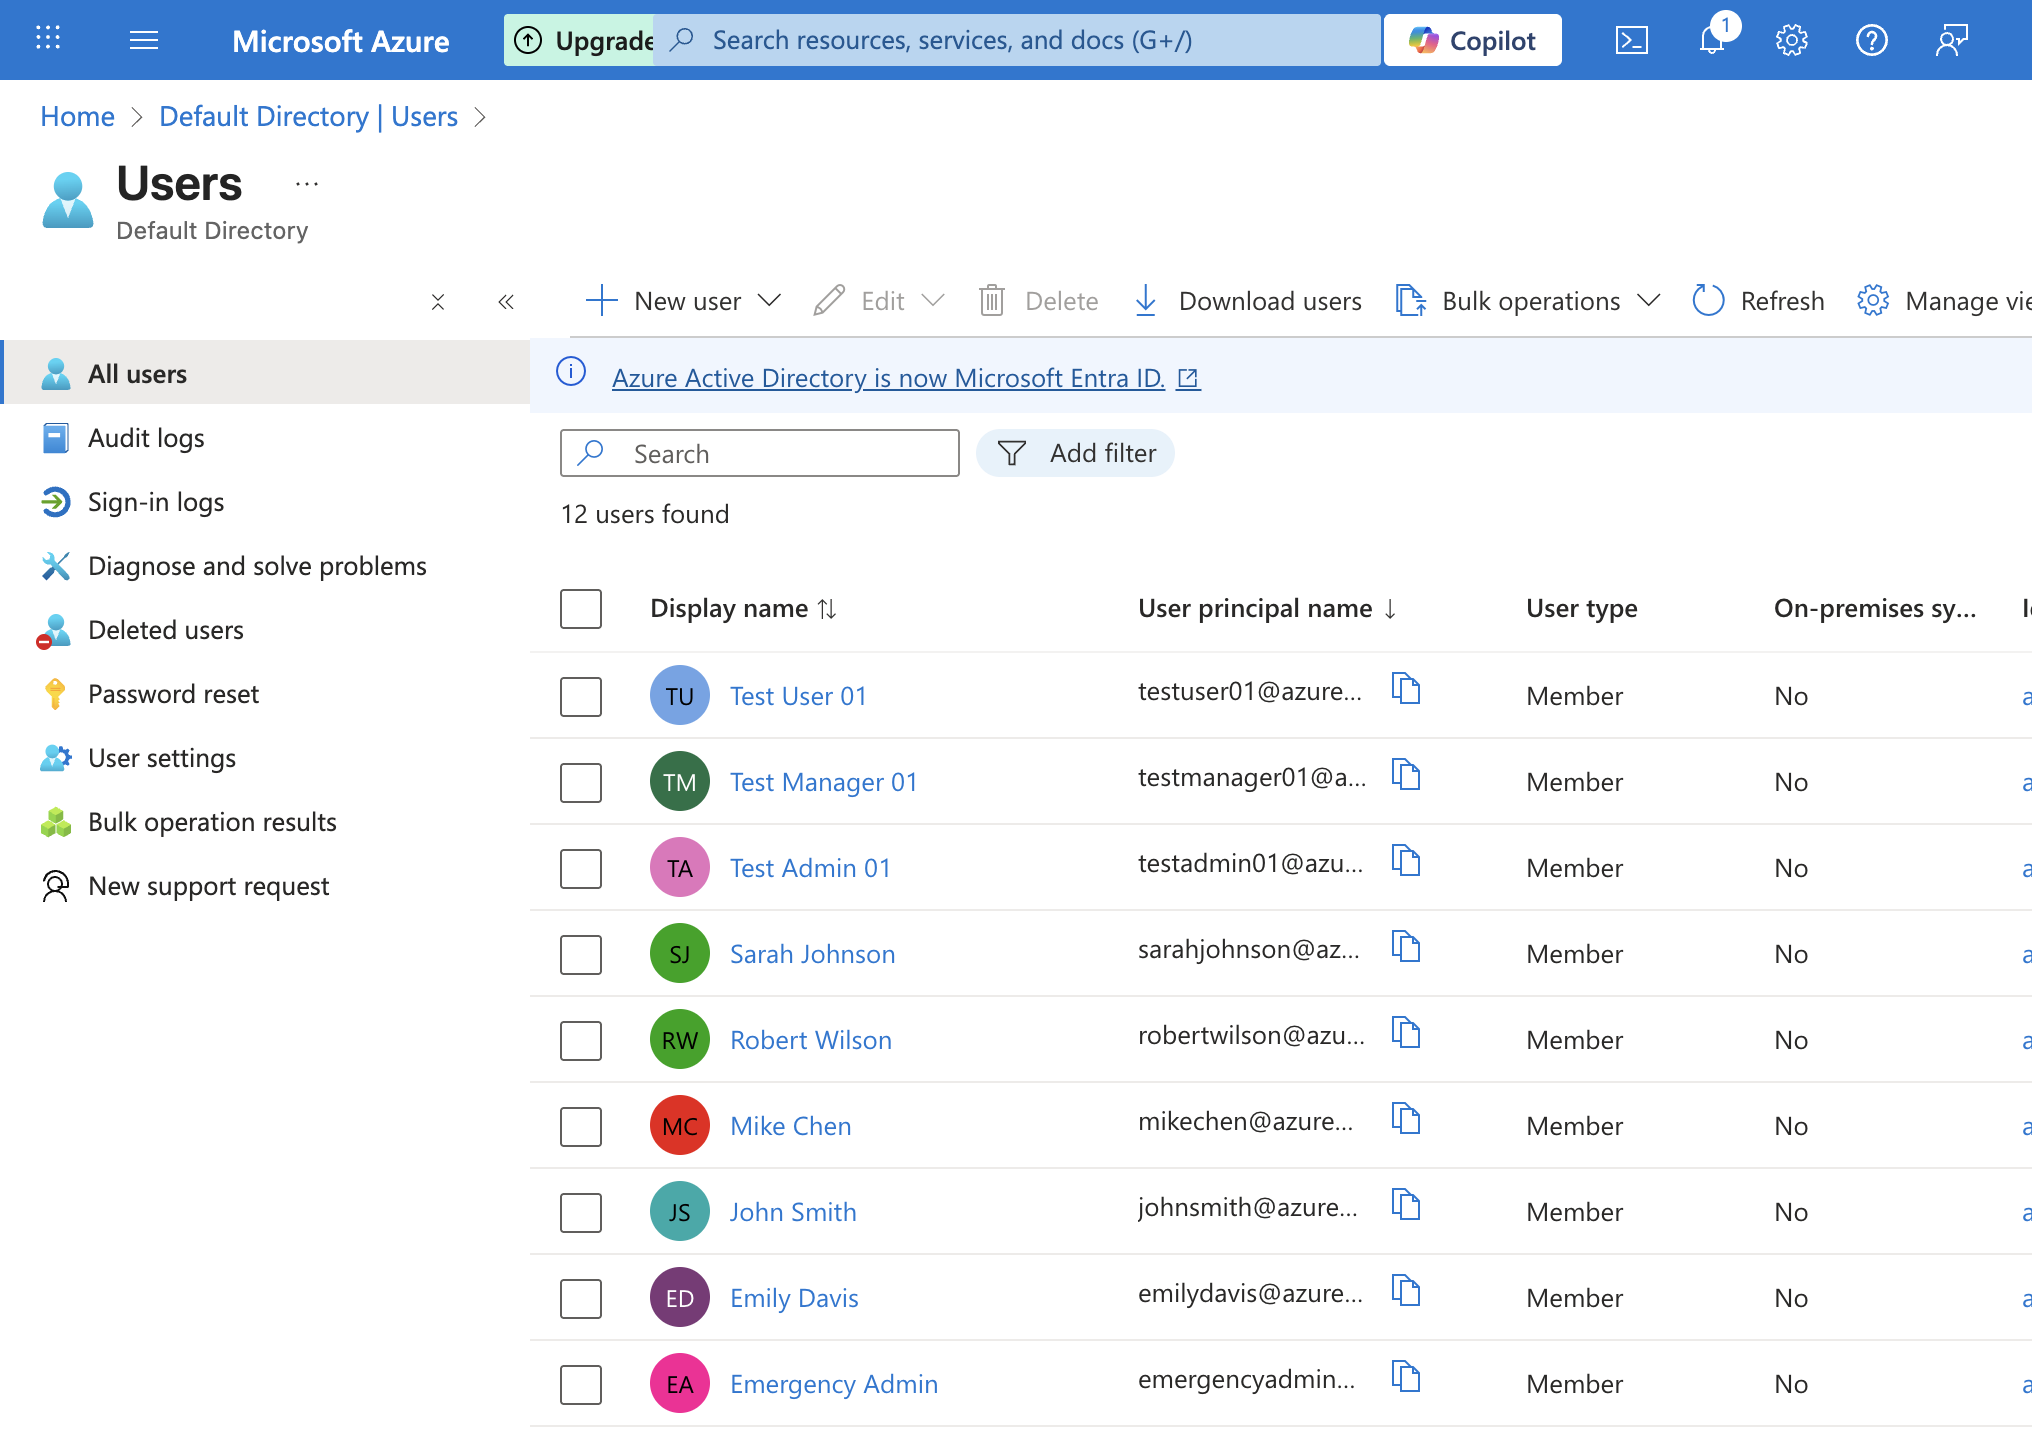 Microsoft Azure
Upgrade
Search resources, services, and docs (G+/)
Copilot
1
Home
Default Directory | Users
Users
...
Default Directory
New user
Edit
Delete
Download users
Bulk operations
Refresh
Manage vie
All users
Audit logs
Sign-in logs
Diagnose and solve problems
Deleted users
Password reset
User settings
Bulk operation results
New support request
Azure Active Directory is now Microsoft Entra ID.
Search
Add filter
12 users found
Display name User principal name User type On-premises sy...
TU Test User 01 testuser01@azure... Member No a
TM Test Manager 01 testmanager01@a... Member No a
TA Test Admin 01 testadmin01@azu... Member No a
SJ Sarah Johnson sarahjohnson@az... Member No a
RW Robert Wilson robertwilson@azu... Member No a
MC Mike Chen mikechen@azure... Member No a
JS John Smith johnsmith@azure... Member No a
ED Emily Davis emilydavis@azure... Member No a
EA Emergency Admin emergencyadmin... Member No a